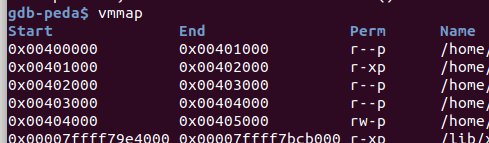 gdb-peda$ vmmap
Start End Perm Name
0x00400000 0x00401000 r--p /home/
0x00401000 0x00402000 r-xp /home/
0x00402000 0x00403000 r--p /home/
0x00403000 0x00404000 r--p /home/
0x00404000 0x00405000 rw-p /home/
0x00007ffff79e4000 0x00007ffff7bcb000 r-xp /lib/